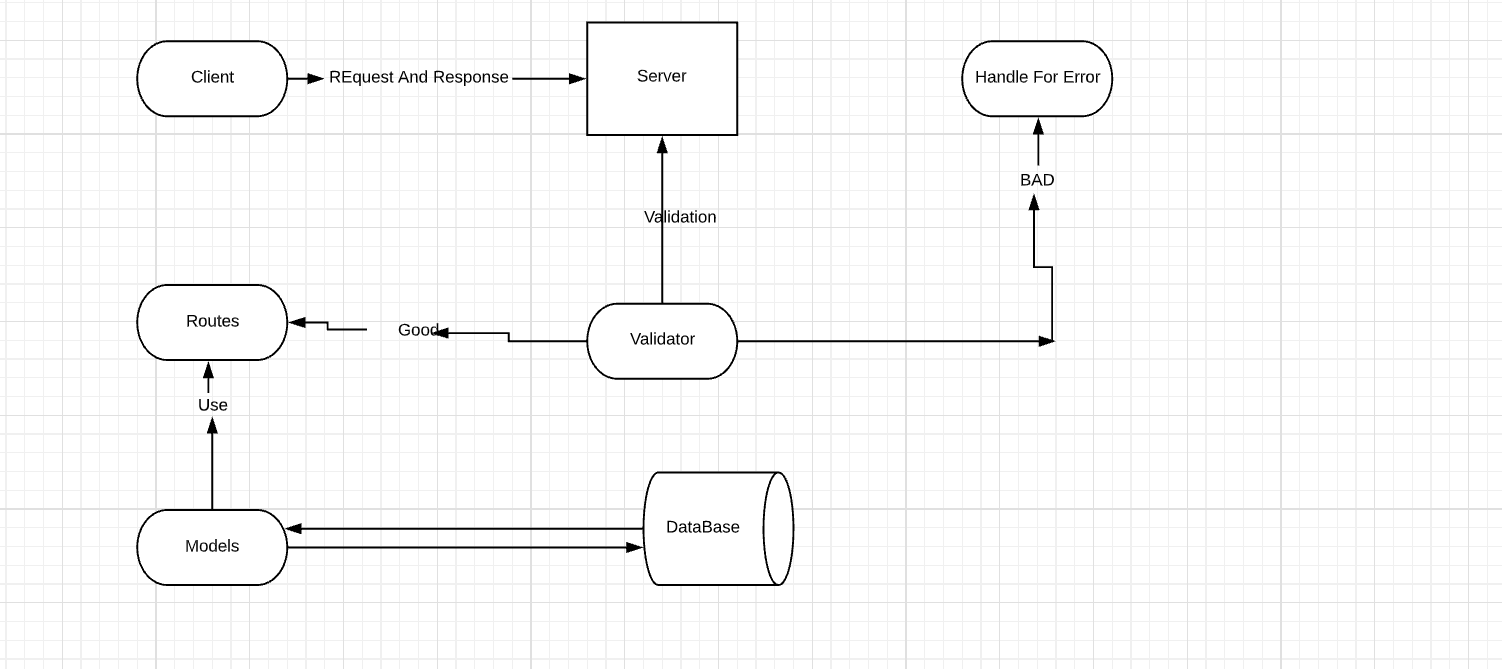 Client
REquest And Response
Server
Handle For Error
BAD
Validation
Routes
Good
Validator
Use
Models
DataBase